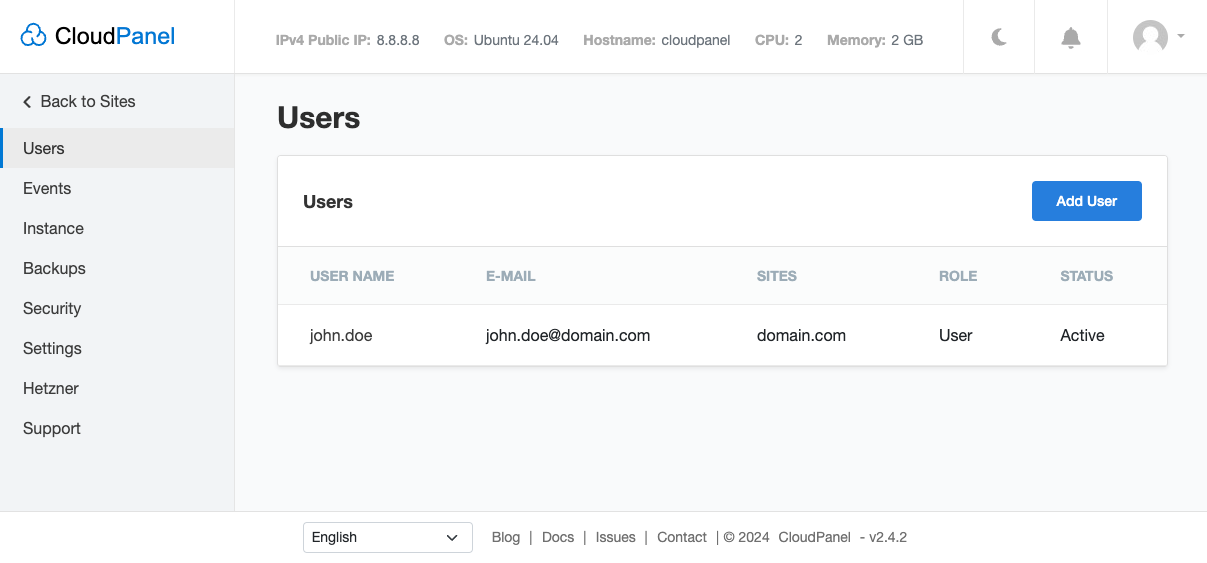 CloudPanel
IPv4 Public IP: 8.8.8.8 OS: Ubuntu 24.04 Hostname: cloudpanel CPU: 2 Memory: 2 GB
Back to Sites
Users
Events
Instance
Backups
Security
Settings
Hetzner
Support
Users
Users
Add User
USER NAME E-MAIL SITES ROLE STATUS
john.doe john.doe@domain.com domain.com User Active
English
Blog | Docs | Issues | Contact | © 2024 CloudPanel - v2.4.2